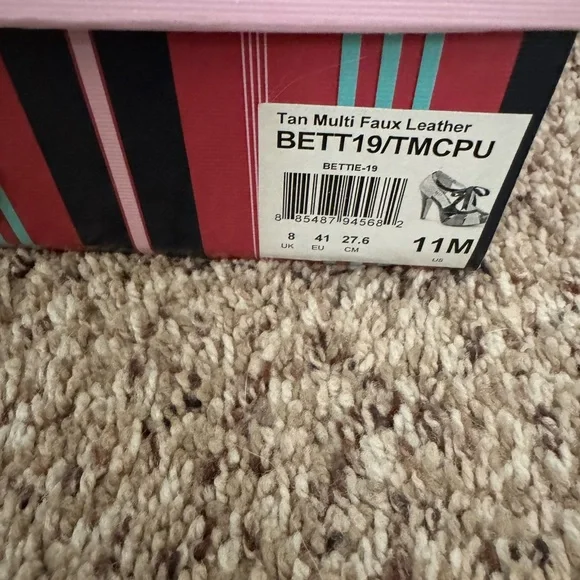 Tan Multi Faux Leather
BETT19/TMCPU
BETTIE-19
8 85487 94568 2
8 41 27.6 11M
UK EU CM US